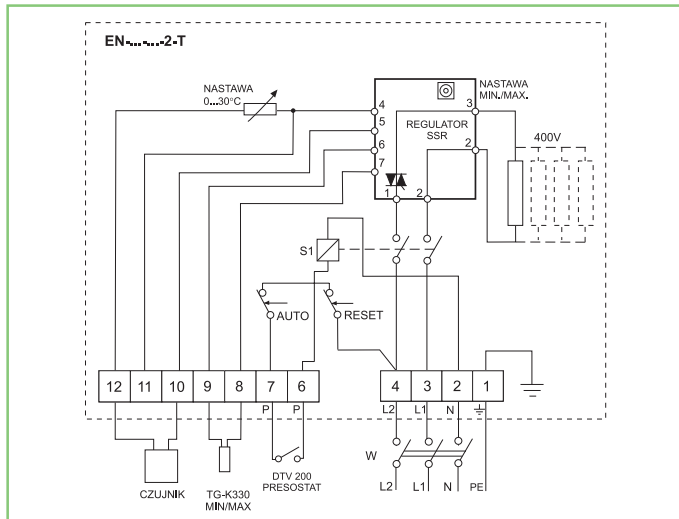 EN-...-...-2-T
NASTAWA
0...30°C
NASTAWA
MIN./MAX.
4
3
5
REGULATOR
SSR
6
2
400V
7
1
2
S1
AUTO
RESET
12
11
10
9
8
7
6
4
3
2
1
P
P
L2
L1
N
W
DTV 200
PRESOSTAT
CZUJNIK
TG-K330
MIN/MAX
L2
L1
N
PE